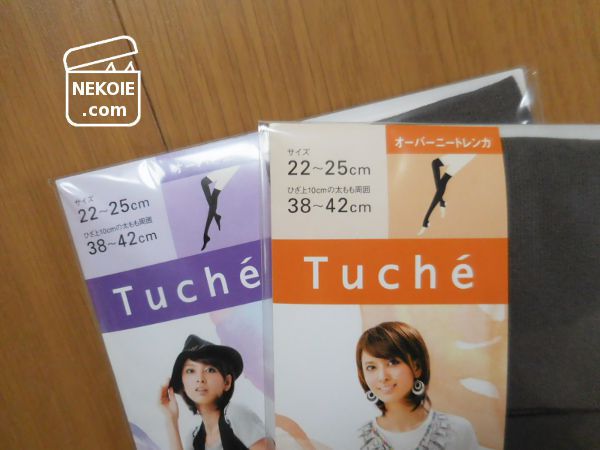 NEKOIE
.com
サイズ
22~25cm
ひざ上10cmの太もも周囲
38~42cm
Tuché
オーバーニートレンカ
サイズ
22~25cm
ひざ上10cmの太もも周囲
38~42cm
Tuché